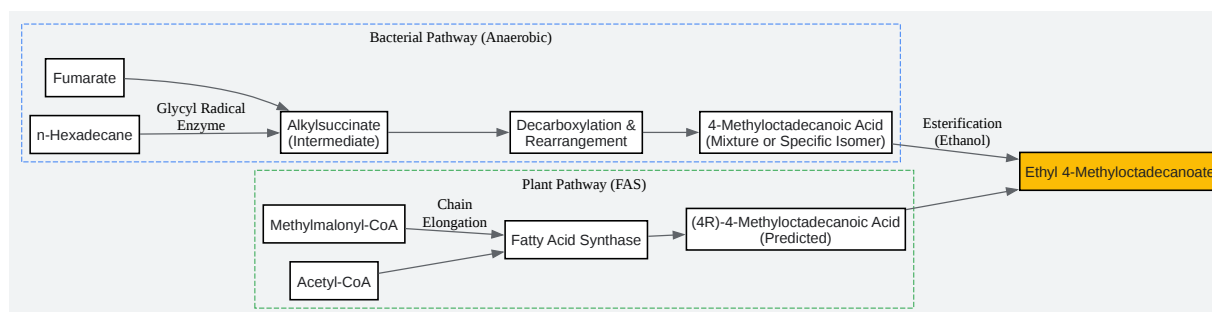 Bacterial Pathway (Anaerobic)
Fumarate
n-Hexadecane
Glycyl Radical
Enzyme
Alkylsuccinate
(Intermediate)
Decarboxylation &
Rearrangement
4-Methyloctadecanoic Acid
(Mixture or Specific Isomer)
Esterification
(Ethanol)
Ethyl 4-Methyloctadecanoate
Plant Pathway (FAS)
Methylmalonyl-CoA
Chain
Elongation
Acetyl-CoA
Fatty Acid Synthase
(4R)-4-Methyloctadecanoic Acid
(Predicted)